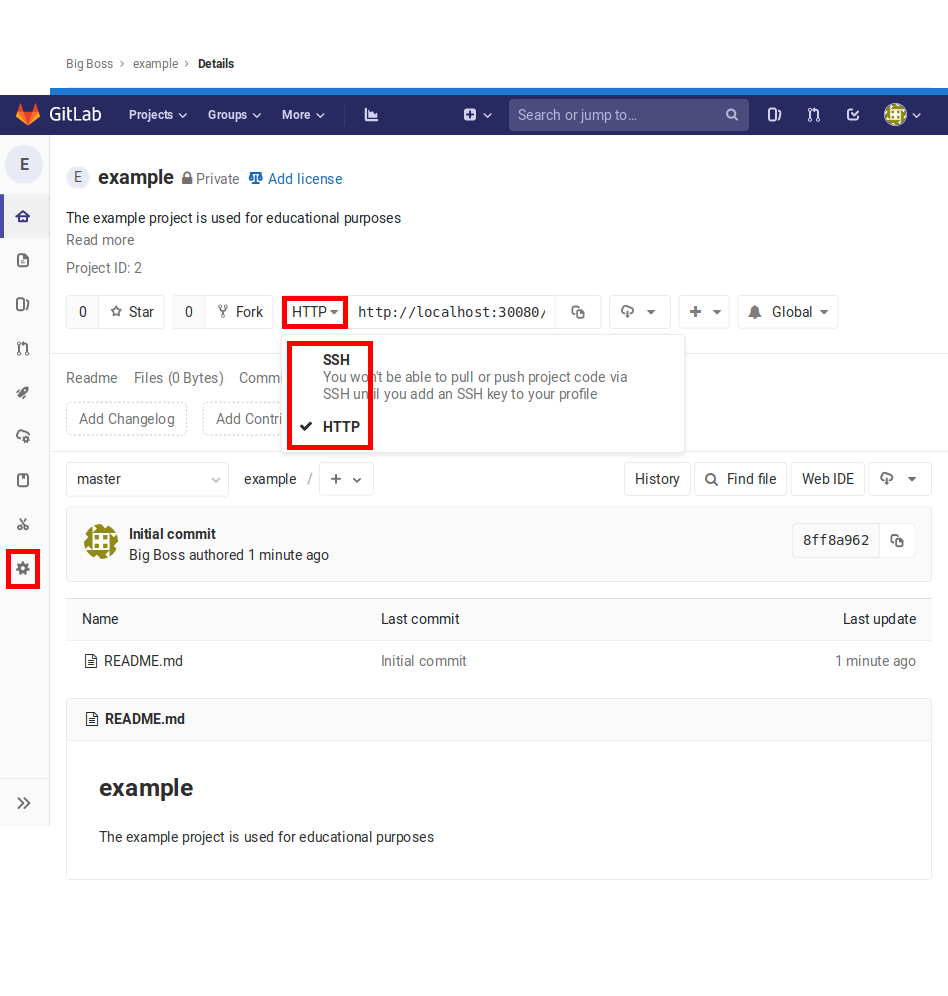 Big Boss › example › Details
GitLab Projects Groups More Search or jump to…
E
E example Private Add license
The example project is used for educational purposes
Read more
Project ID: 2
0 Star 0 Fork HTTP http://localhost:30080/ Global
SSH
You won't be able to pull or push project code via
SSH until you add an SSH key to your profile
HTTP
Readme Files (0 Bytes) Commi
Add Changelog Add Contri
master example / + History Find file Web IDE
Initial commit
Big Boss authored 1 minute ago
8ff8a962
Name Last commit Last update
README.md Initial commit 1 minute ago
README.md
example
The example project is used for educational purposes